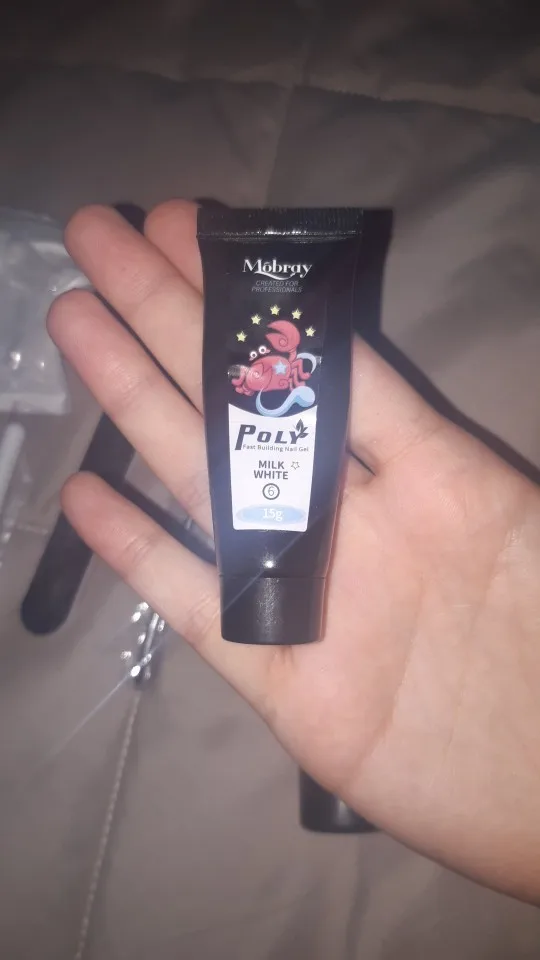 Mobray
CREATED FOR
PROFESSIONALS
POLY
Fast Building Nail Gel
MILK
WHITE
6
15g